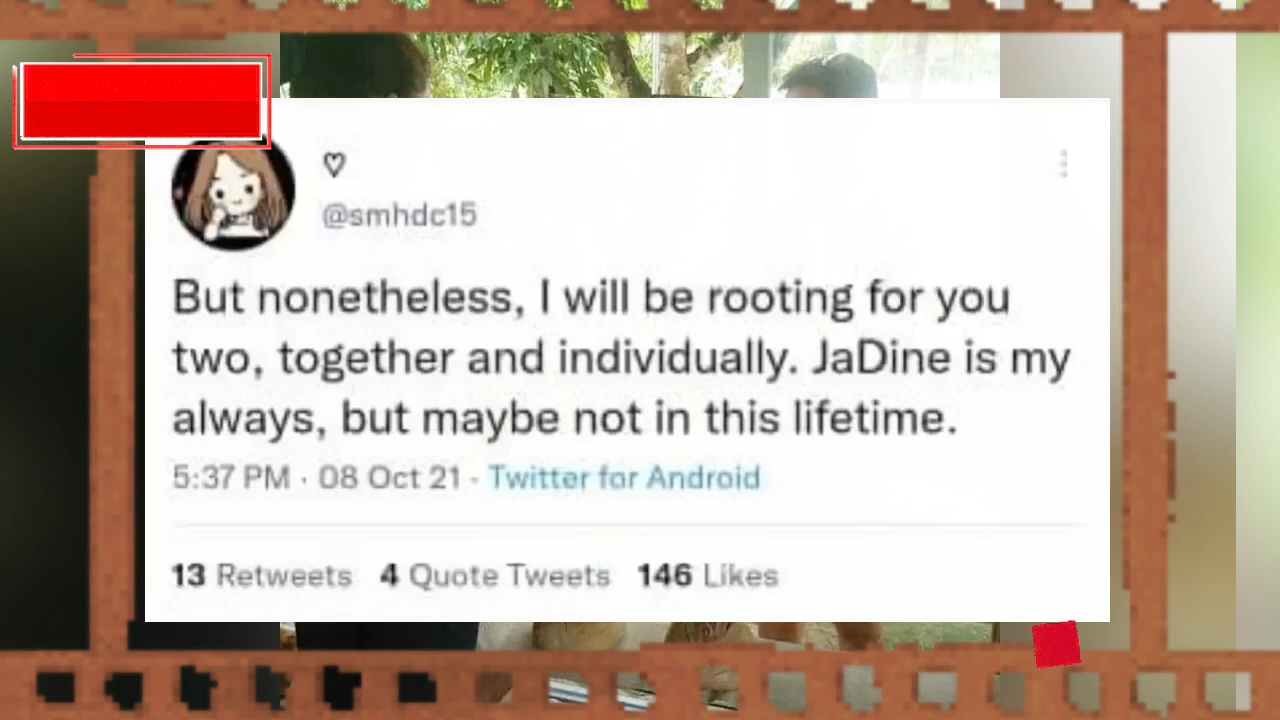 ♡
@smhdc15
But nonetheless, I will be rooting for you
two, together and individually. JaDine is my
always, but maybe not in this lifetime.
5:37 PM · 08 Oct 21 · Twitter for Android
13 Retweets 4 Quote Tweets 146 Likes